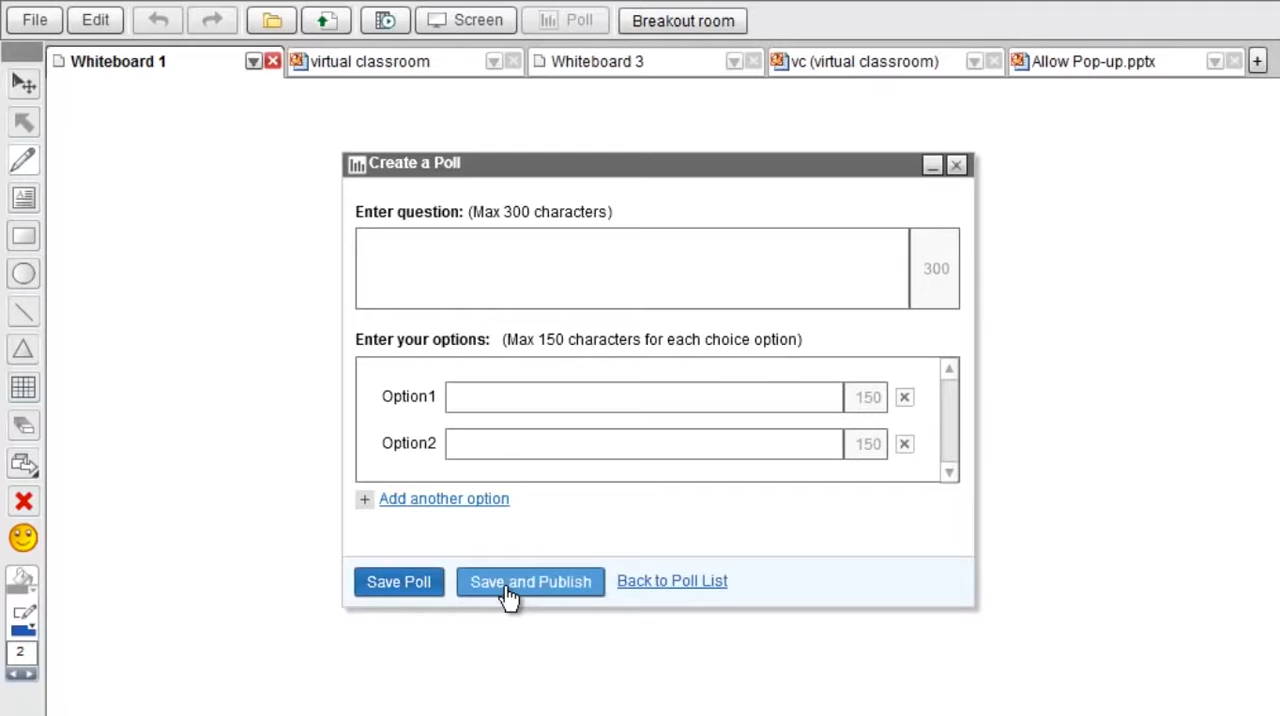 File Edit Screen Poll Breakout room
Whiteboard 1 virtual classroom Whiteboard 3 vc (virtual classroom) Allow Pop-up.pptx +
Create a Poll
Enter question: (Max 300 characters)
300
Enter your options: (Max 150 characters for each choice option)
Option1 150
Option2 150
+ Add another option
Save Poll Save and Publish Back to Poll List
2